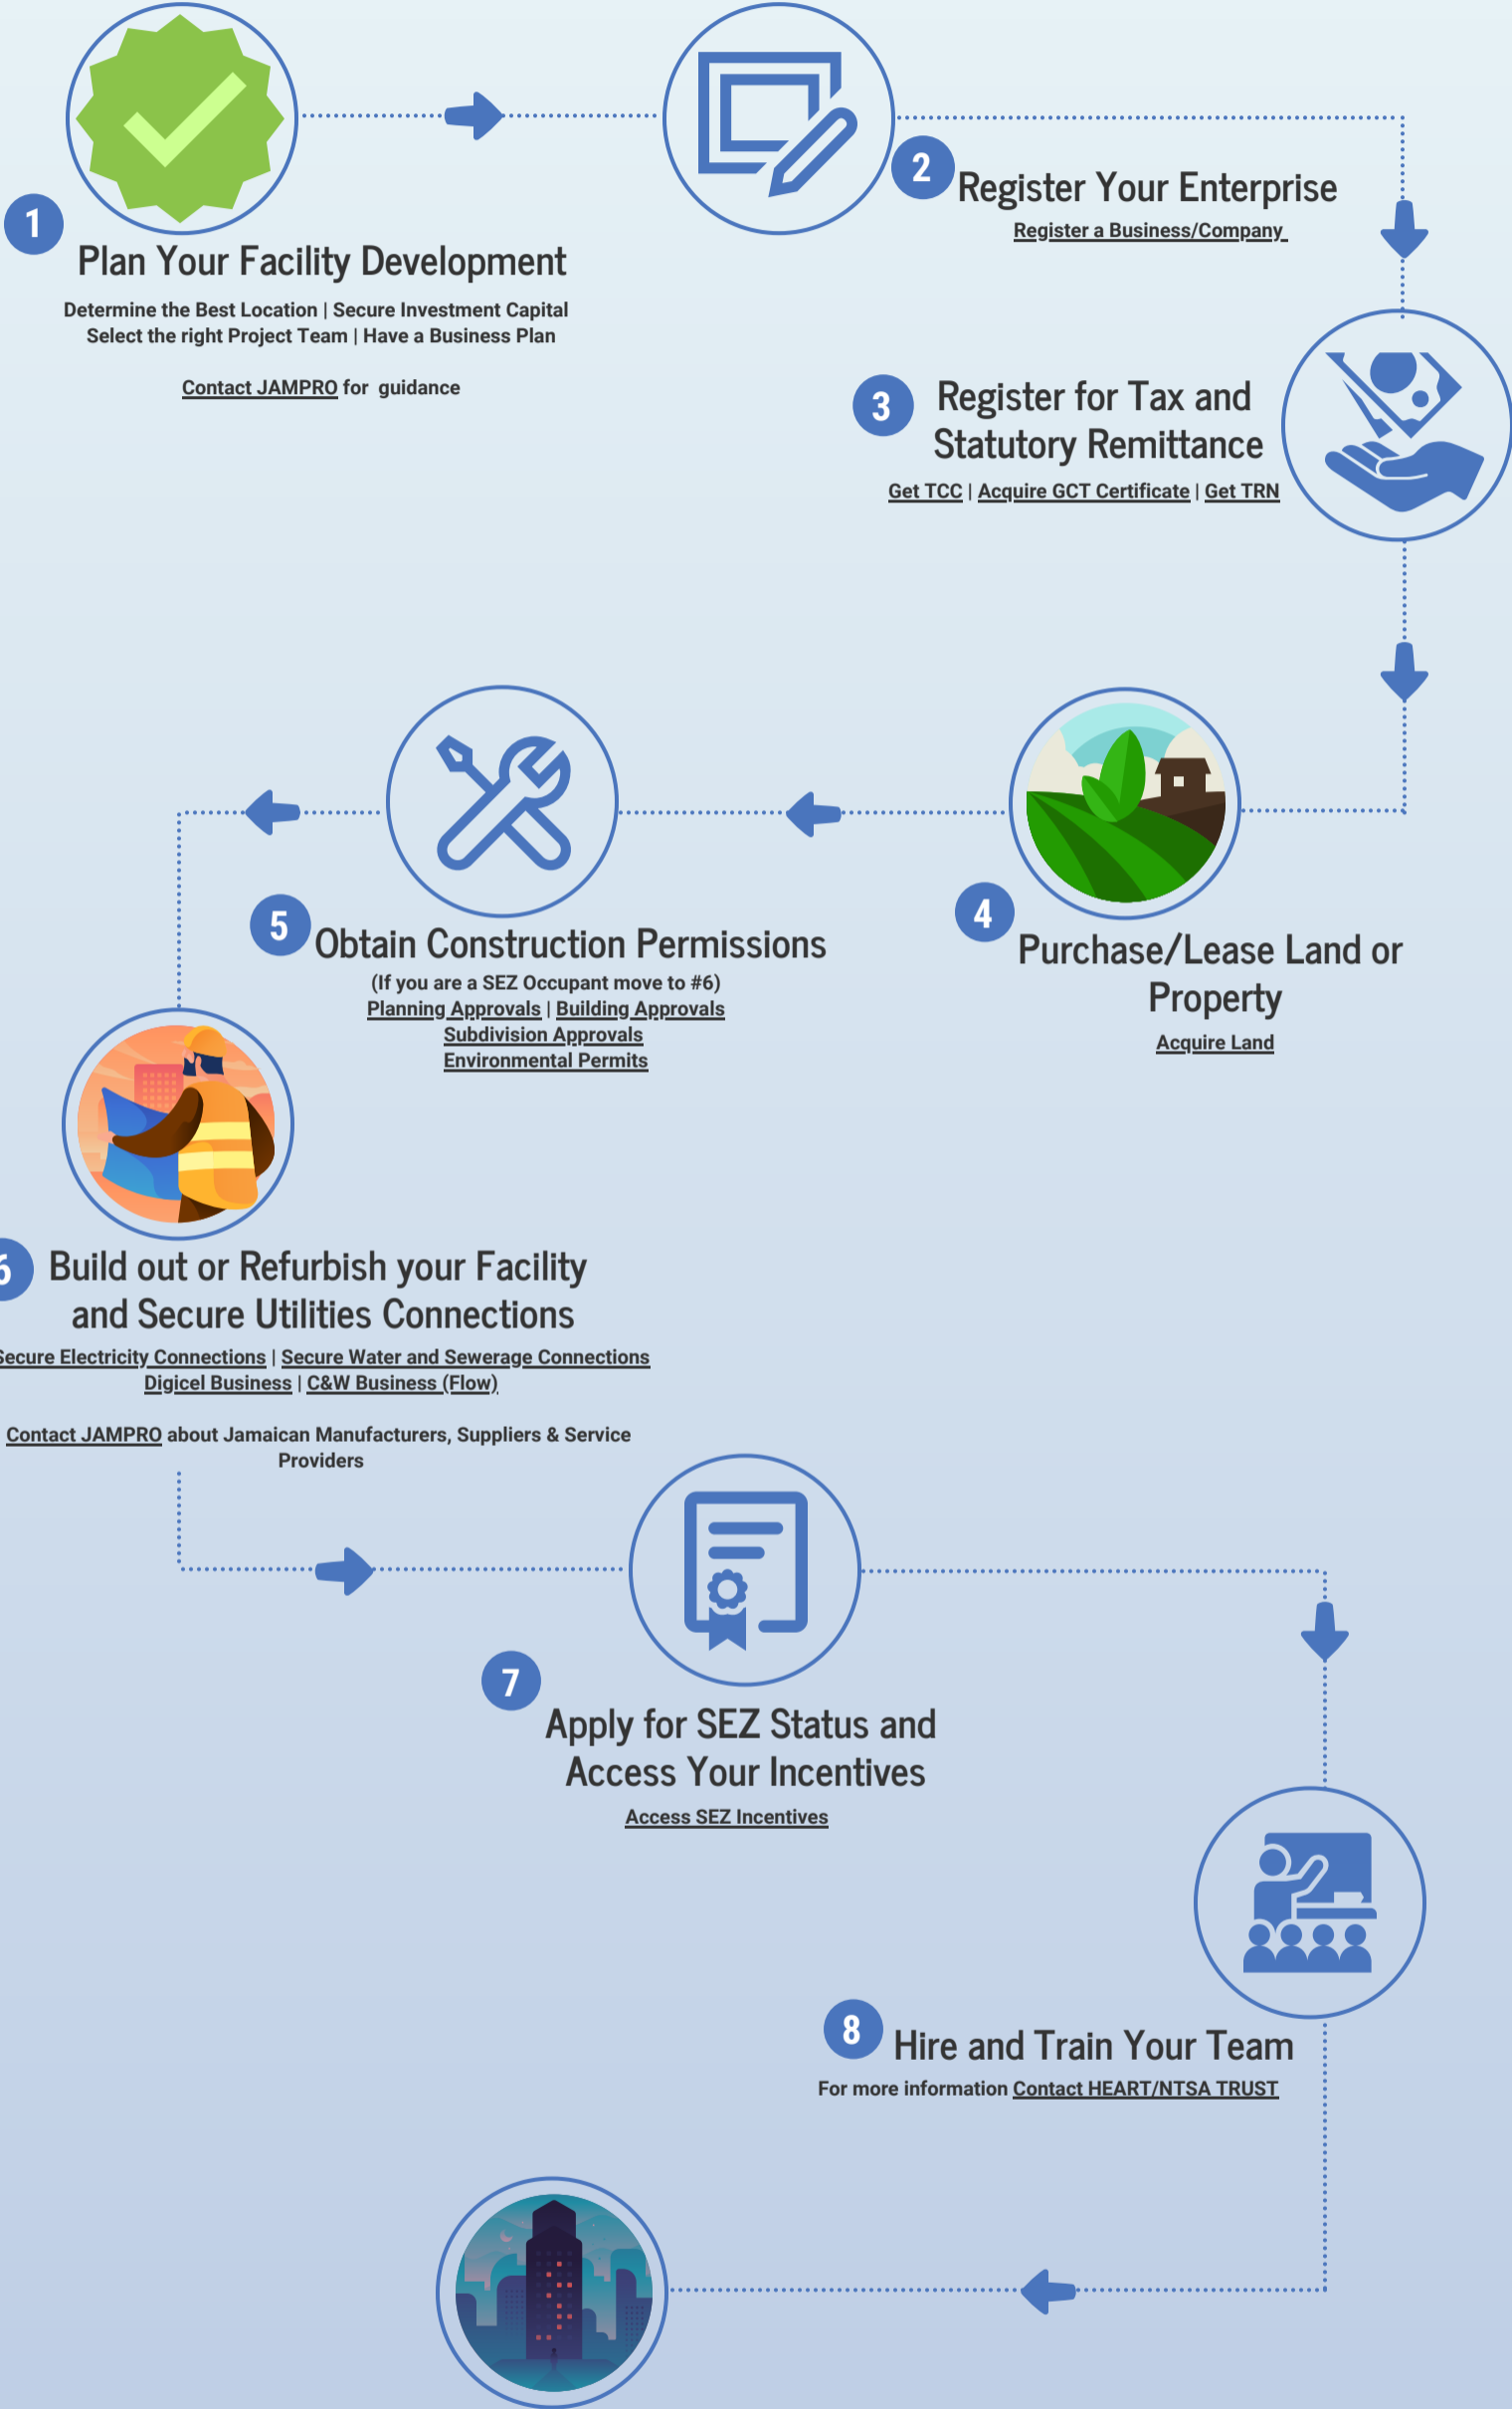 1
Plan Your Facility Development
Determine the Best Location | Secure Investment Capital
Select the right Project Team | Have a Business Plan
Contact JAMPRO for guidance
2
Register Your Enterprise
Register a Business/Company
3
Register for Tax and
Statutory Remittance
Get TCC | Acquire GCT Certificate | Get TRN
4
Purchase/Lease Land or
Property
Acquire Land
5
Obtain Construction Permissions
(If you are a SEZ Occupant move to #6)
Planning Approvals | Building Approvals
Subdivision Approvals
Environmental Permits
6
Build out or Refurbish your Facility
and Secure Utilities Connections
Secure Electricity Connections | Secure Water and Sewerage Connections
Digicel Business | C&W Business (Flow)
Contact JAMPRO about Jamaican Manufacturers, Suppliers & Service
Providers
7
Apply for SEZ Status and
Access Your Incentives
Access SEZ Incentives
8
Hire and Train Your Team
For more information Contact HEART/NTSA TRUST